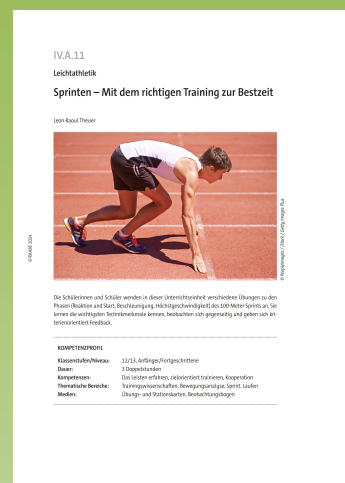 IV.A.11
Leichtathletik
Sprinten – Mit dem richtigen Training zur Bestzeit
Leon Raoul Theuer
© RAABE 2024
© PeopleImages / iStock / Getty Images Plus
Die Schülerinnen und Schüler wenden in dieser Unterrichtseinheit verschiedene Übungen zu den
Phasen (Reaktion und Start, Beschleunigung, Höchstgeschwindigkeit) des 100-Meter-Sprints an. Sie
lernen die wichtigsten Technikmerkmale kennen, beobachten sich gegenseitig und geben sich kri-
terienorientiert Feedback.
KOMPETENZPROFIL
Klassenstufen/Niveau: 12/13, Anfänger/Fortgeschrittene
Dauer: 3 Doppelstunden
Kompetenzen: Das Leisten erfahren, zielorientiert trainieren, Kooperation
Thematische Bereiche: Trainingswissenschaften, Bewegungsanalyse, Sprint, Laufen
Medien: Übungs- und Stationskarten, Beobachtungsbogen